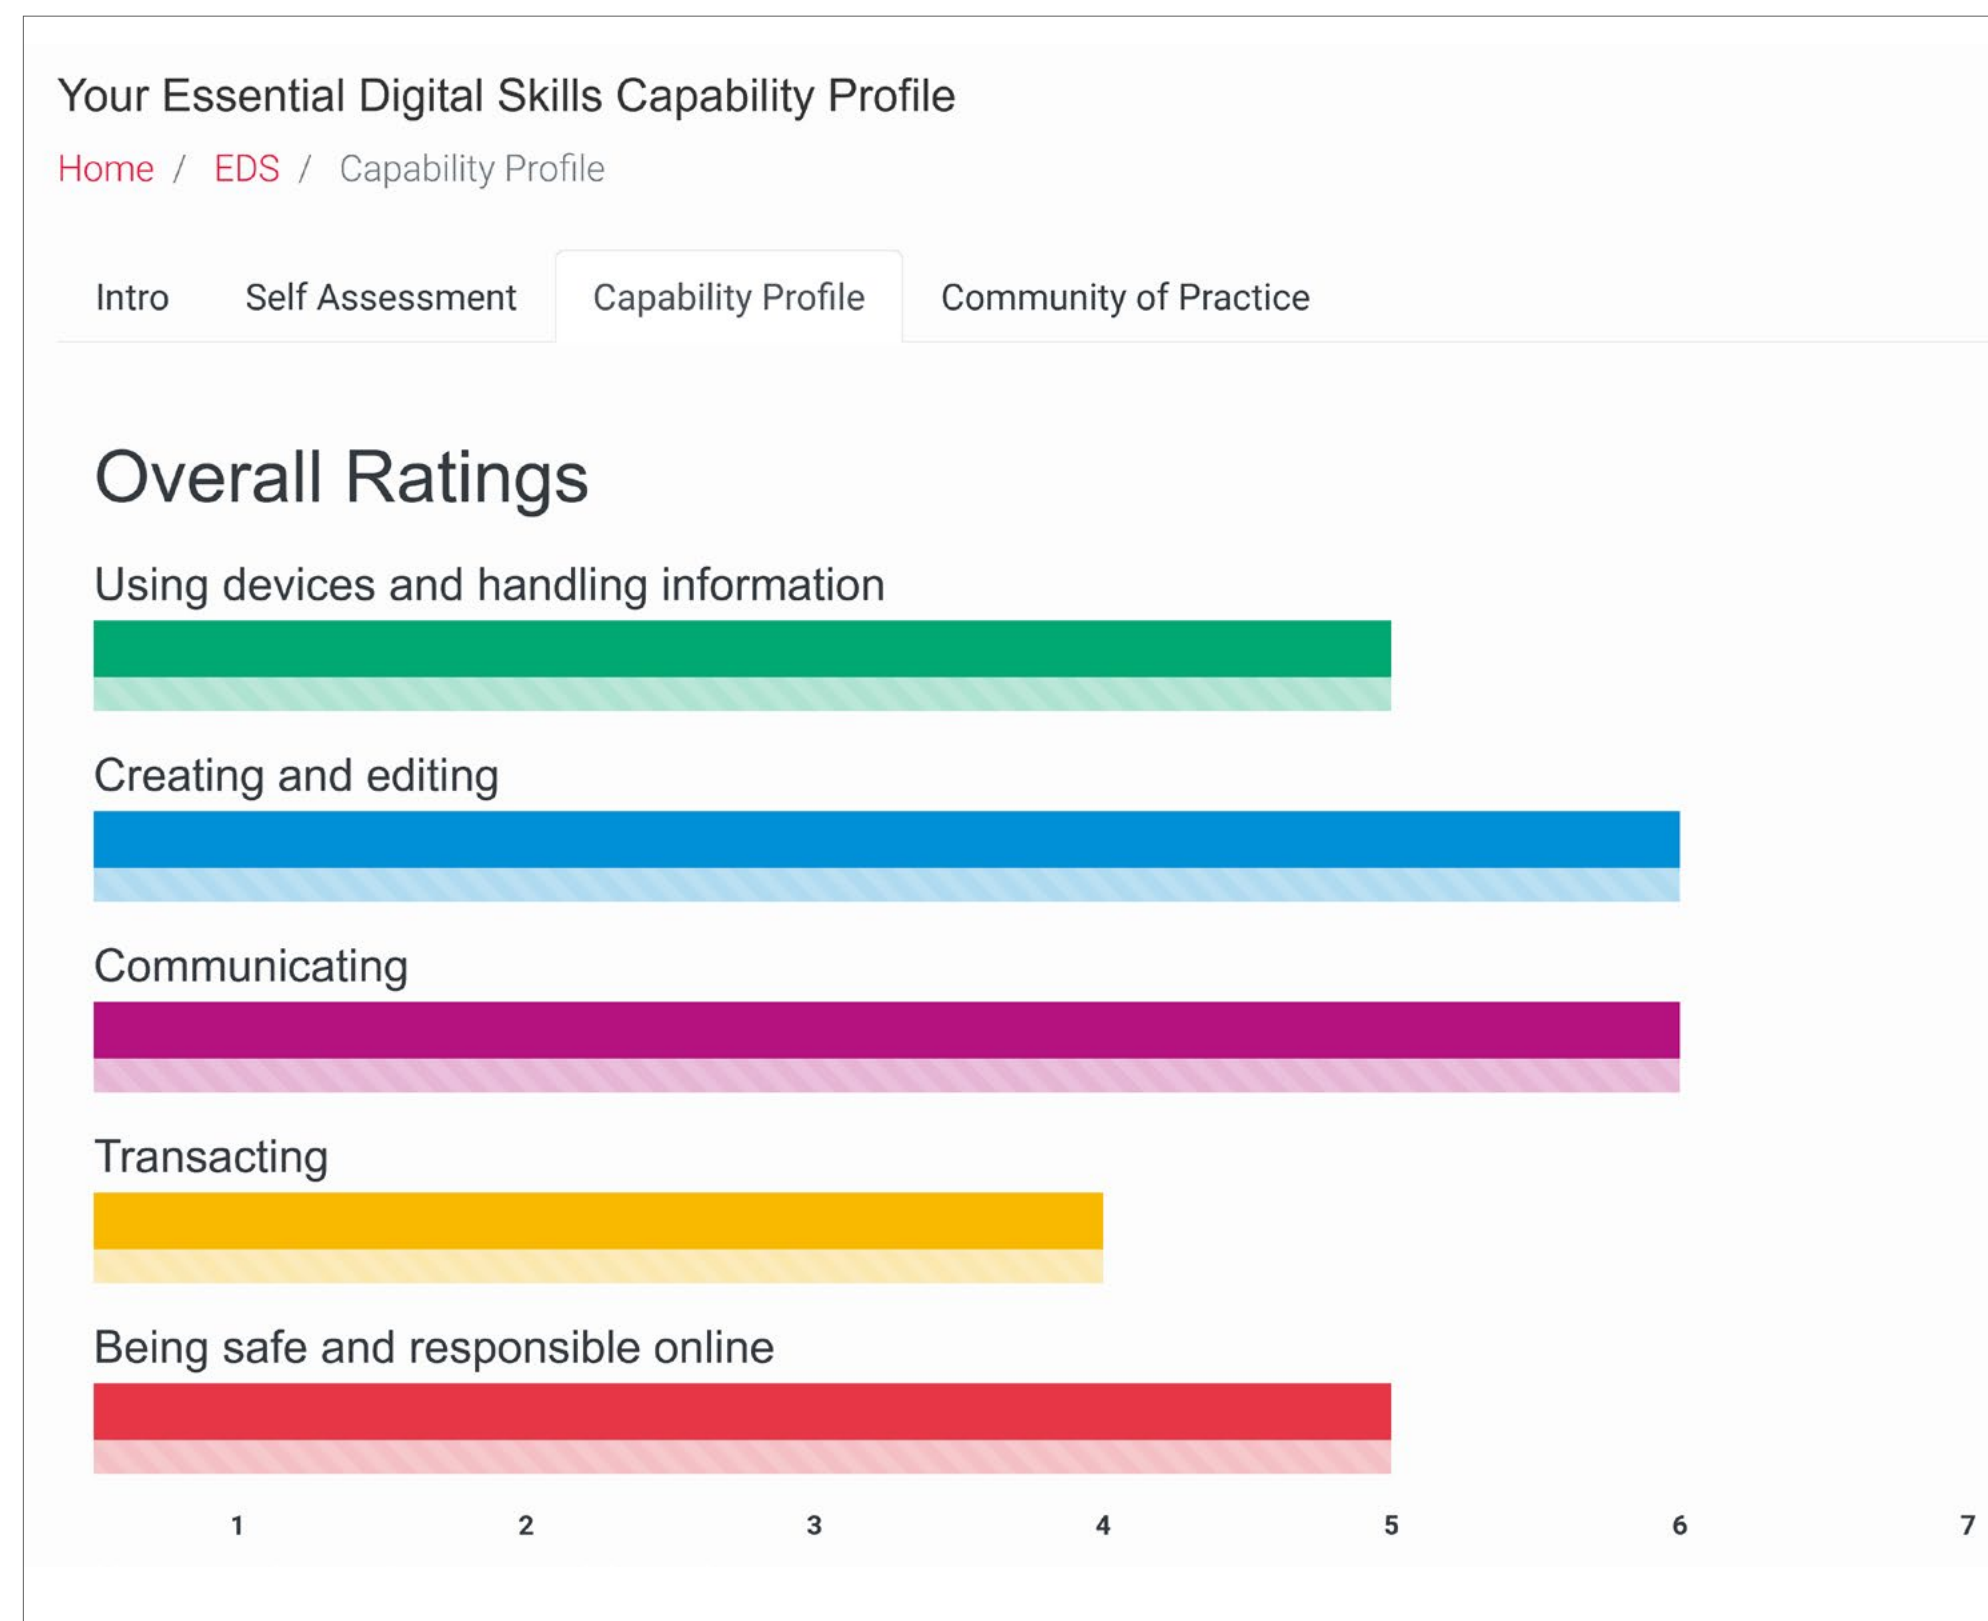 Your Essential Digital Skills Capability Profile
Home / EDS / Capability Profile
Intro Self Assessment Capability Profile Community of Practice
Overall Ratings
Using devices and handling information
Creating and editing
Communicating
Transacting
Being safe and responsible online
1 2 3 4 5 6 7